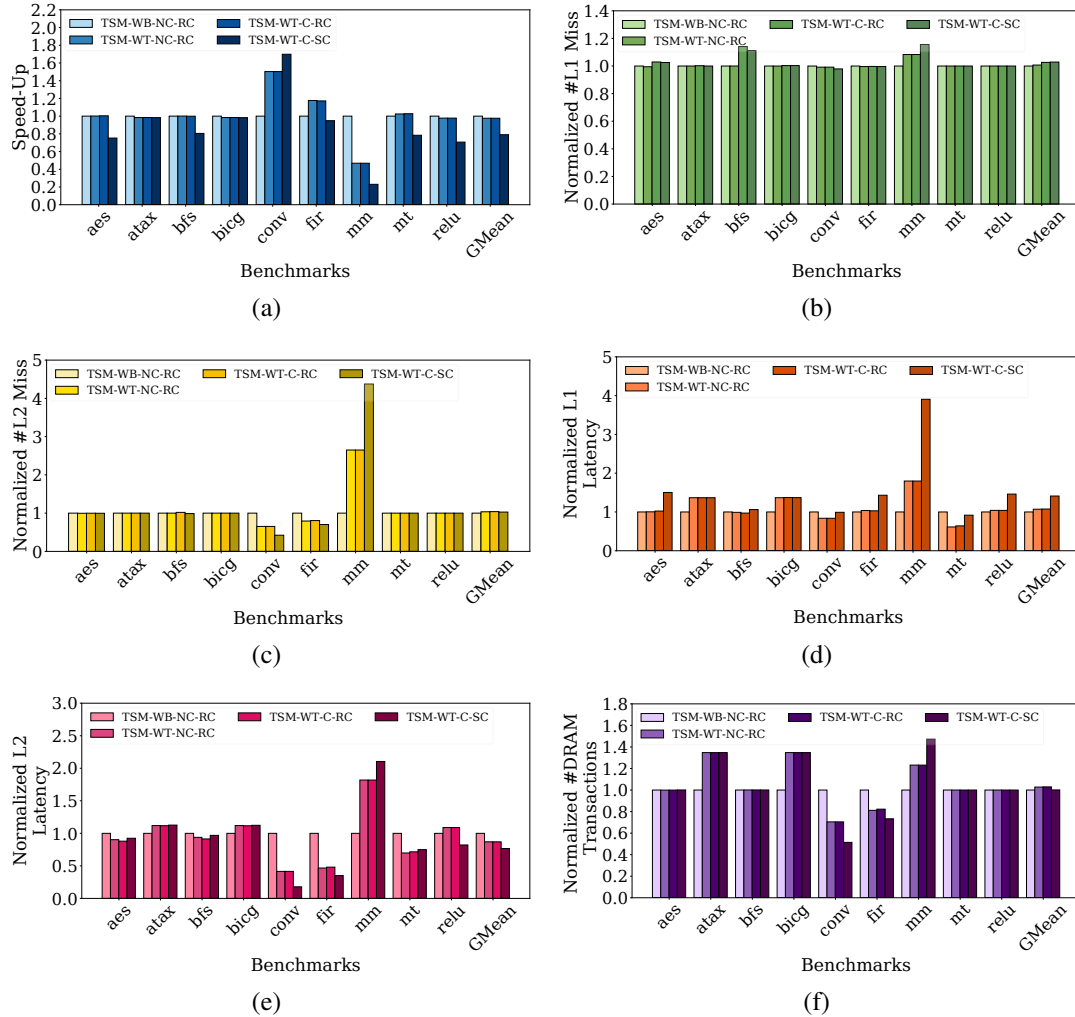 2.2
2.0
1.8
1.6
1.4
1.2
1.0
0.8
0.6
0.4
0.2
0.0
Speed-Up
TSM-WB-NC-RC TSM-WT-C-RC TSM-WT-C-SC
TSM-WT-NC-RC
aes atax bfs bicg conv fir mm mt relu GMean
Benchmarks
(a)
1.4
1.2
1.0
0.8
0.6
0.4
0.2
0.0
Normalized #L1 Miss
TSM-WB-NC-RC TSM-WT-C-RC TSM-WT-C-SC
TSM-WT-NC-RC
aes atax bfs bicg conv fir mm mt relu GMean
Benchmarks
(b)
5
4
3
2
1
0
Normalized #L2 Miss
TSM-WB-NC-RC TSM-WT-C-RC TSM-WT-C-SC
TSM-WT-NC-RC
aes atax bfs bicg conv fir mm mt relu GMean
Benchmarks
(c)
5
4
3
2
1
0
Normalized L1
Latency
TSM-WB-NC-RC TSM-WT-C-RC TSM-WT-C-SC
TSM-WT-NC-RC
aes atax bfs bicg conv fir mm mt relu GMean
Benchmarks
(d)
3.0
2.5
2.0
1.5
1.0
0.5
0.0
Normalized L2
Latency
TSM-WB-NC-RC TSM-WT-C-RC TSM-WT-C-SC
TSM-WT-NC-RC
aes atax bfs bicg conv fir mm mt relu GMean
Benchmarks
(e)
1.8
1.6
1.4
1.2
1.0
0.8
0.6
0.4
0.2
0.0
Normalized #DRAM
Transactions
TSM-WB-NC-RC TSM-WT-C-RC TSM-WT-C-SC
TSM-WT-NC-RC
aes atax bfs bicg conv fir mm mt relu GMean
Benchmarks
(f)